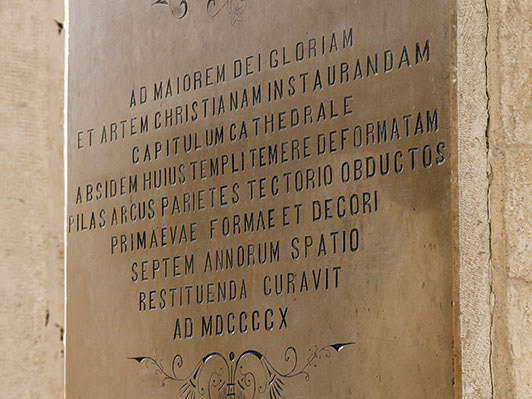 AD MAIOREM DEI GLORIAM
ET ARTEM CHRISTIANAM INSTAURANDAM
CAPITULUM CATHEDRALE
ABSIDEM HUIUS TEMPLI TEMERE DEFORMATAM
PILAS ARCUS PARIETES TECTORIO OBDUCTOS
PRIMAEVAE FORMAE ET DECORI
SEPTEM ANNORUM SPATIO
RESTITUENDA CURAVIT
AD MDCCCCX